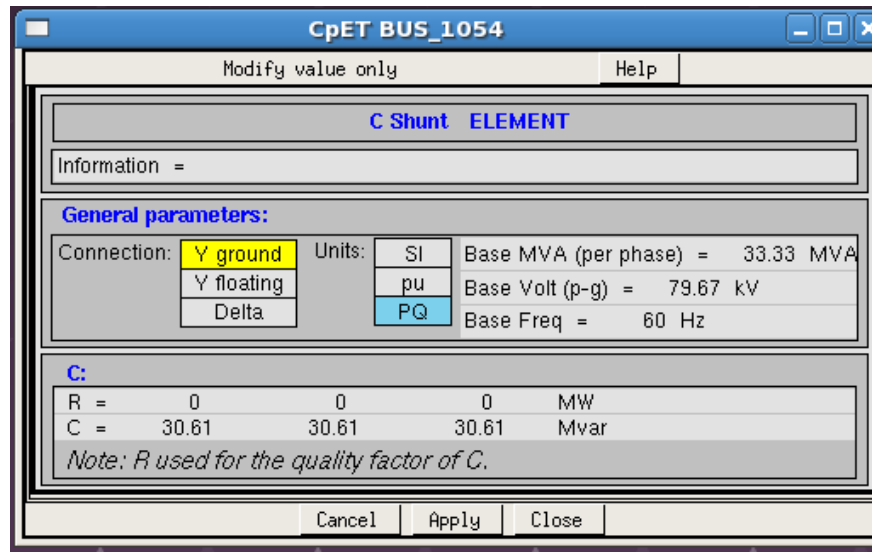 CpET BUS_1054
Modify value only Help
C Shunt ELEMENT
Information =
General parameters:
Connection: Y ground Units: SI Base MVA (per phase) = 33.33 MVA
Y floating pu Base Volt (p-g) = 79.67 kV
Delta PQ Base Freq = 60 Hz
C:
R = 0 0 0 MW
C = 30.61 30.61 30.61 Mvar
Note: R used for the quality factor of C.
Cancel Apply Close